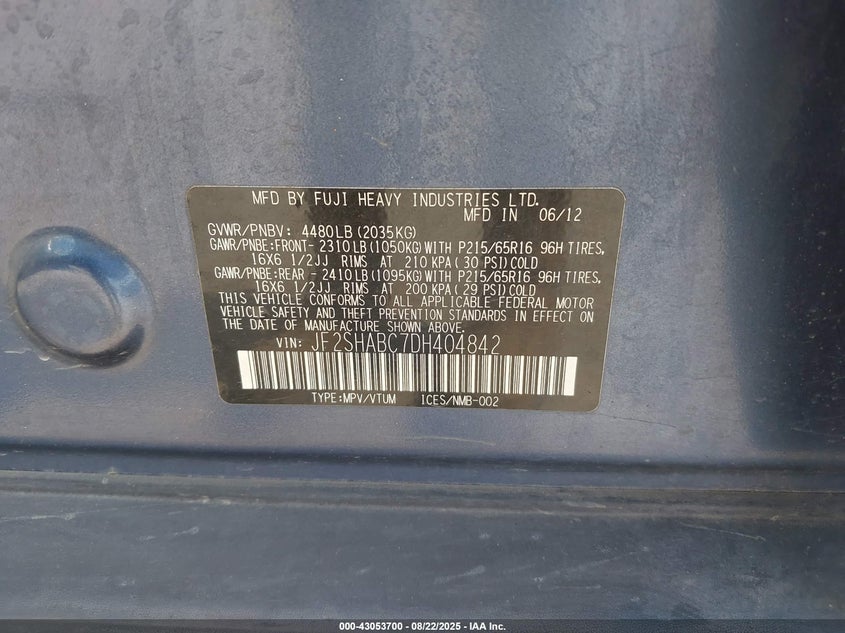 MFD BY FUJI HEAVY INDUSTRIES LTD.
MFD IN 06/12
GVWR/PNBV: 4480LB(2035KG)
GAWR/PNBE:FRONT- 2310LB(1050KG)WITH P215/65R16 96H TIRES,
16X6 1/2JJ RIMS AT 210 KPA( 30 PSI)COLD
GAWR/PNBE:REAR - 2410LB(1095KG)WITH P215/65R16 96H TIRES,
16X6 1/2JJ RIMS AT 200 KPA( 29 PSI)COLD
THIS VEHICLE CONFORMS TO ALL APPLICABLE FEDERAL MOTOR
VEHICLE SAFETY AND THEFT PREVENTION STANDARDS IN EFFECT ON
THE DATE OF MANUFACTURE SHOWN ABOVE.
VIN: JF2SHABC7DH404842
TYPE:MPV/VTUM ICES/NMB-002
000-43053700 - 08/22/2025 - IAA Inc.